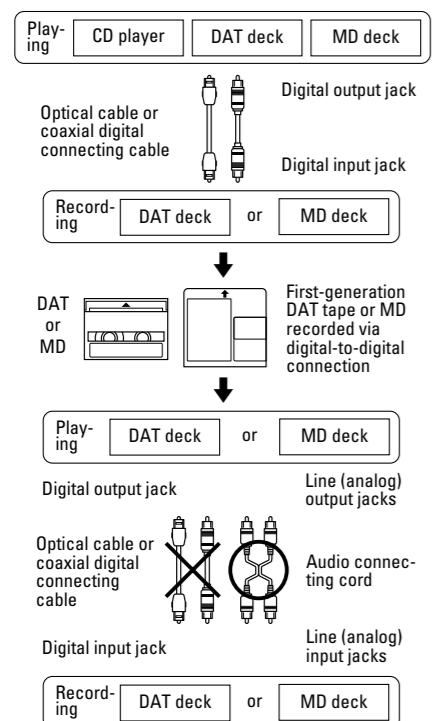 Play-
ing
CD player
DAT deck
MD deck
Digital output jack
Optical cable or
coaxial digital
connecting cable
Digital input jack
Record-
ing
DAT deck
or
MD deck
DAT
or
MD
First-generation
DAT tape or MD
recorded via
digital-to-digital
connection
Play-
ing
DAT deck
or
MD deck
Digital output jack
Line (analog)
output jacks
Optical cable or
coaxial digital
connecting
cable
Audio connec-
ting cord
Digital input jack
Line (analog)
input jacks
Record-
ing
DAT deck
or
MD deck